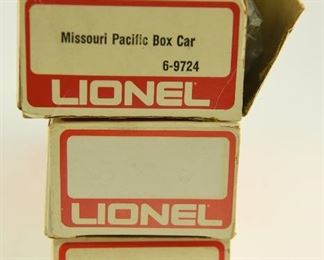 Missouri Pacific Box Car
6-9724
LIONEL
LIONEL